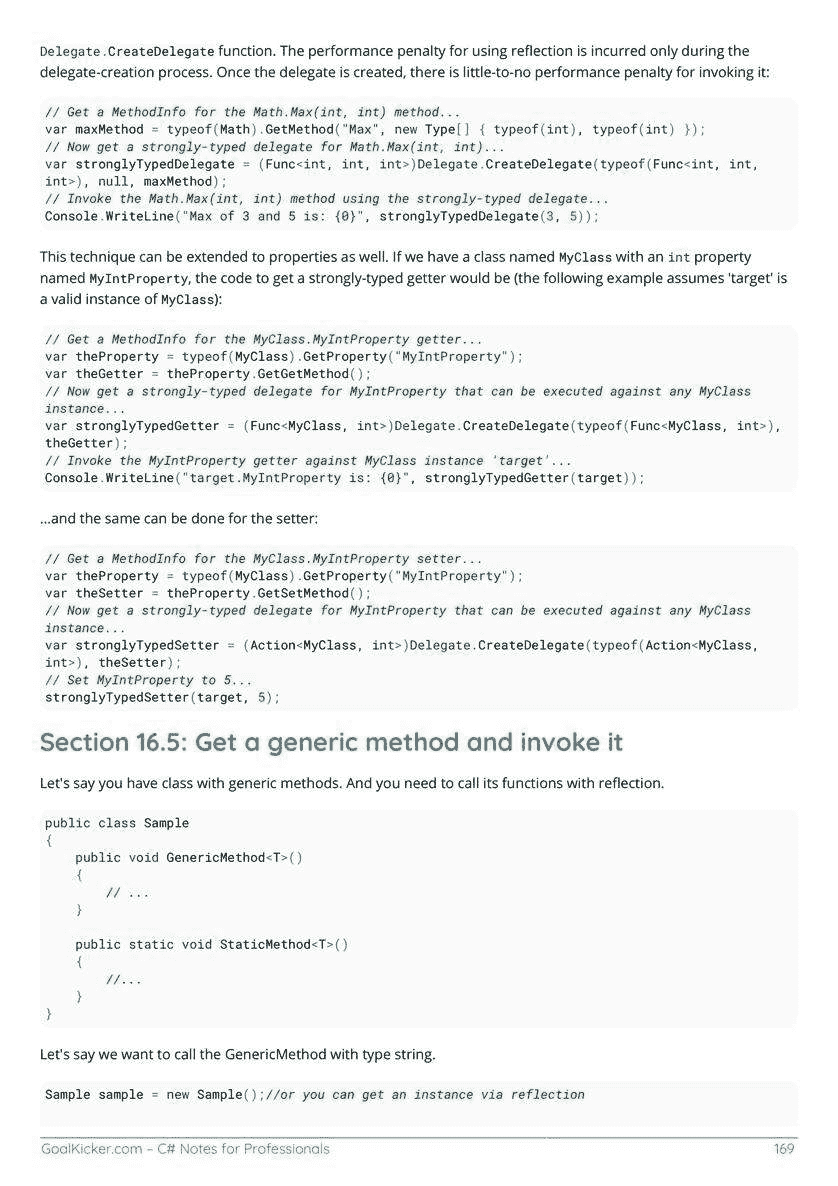 Delegate.CreateDelegate function. The performance penalty for using reflection is incurred only during the
delegate-creation process. Once the delegate is created, there is little-to-no performance penalty for invoking it:
// Get a MethodInfo for the Math.Max(int, int) method...
var maxMethod = typeof(Math).GetMethod("Max", new Type[] { typeof(int), typeof(int) });
// Now get a strongly-typed delegate for Math.Max(int, int)...
var stronglyTypedDelegate = (Func<int, int, int>)Delegate.CreateDelegate(typeof(Func<int, int,
int>), null, maxMethod);
// Invoke the Math.Max(int, int) method using the strongly-typed delegate...
Console.WriteLine("Max of 3 and 5 is: {0}", stronglyTypedDelegate(3, 5));
This technique can be extended to properties as well. If we have a class named MyClass with an int property
named MyIntProperty, the code to get a strongly-typed getter would be (the following example assumes 'target' is
a valid instance of MyClass):
// Get a MethodInfo for the MyClass.MyIntProperty getter...
var theProperty = typeof(MyClass).GetProperty("MyIntProperty");
var theGetter = theProperty.GetGetMethod();
// Now get a strongly-typed delegate for MyIntProperty that can be executed against any MyClass
instance...
var stronglyTypedGetter = (Func<MyClass, int>)Delegate.CreateDelegate(typeof(Func<MyClass, int>),
theGetter);
// Invoke the MyIntProperty getter against MyClass instance 'target'...
Console.WriteLine("target.MyIntProperty is: {0}", stronglyTypedGetter(target));
...and the same can be done for the setter:
// Get a MethodInfo for the MyClass.MyIntProperty setter...
var theProperty = typeof(MyClass).GetProperty("MyIntProperty");
var theSetter = theProperty.GetSetMethod();
// Now get a strongly-typed delegate for MyIntProperty that can be executed against any MyClass
instance...
var stronglyTypedSetter = (Action<MyClass, int>)Delegate.CreateDelegate(typeof(Action<MyClass,
int>), theSetter);
// Set MyIntProperty to 5...
stronglyTypedSetter(target, 5);
Section 16.5: Get a generic method and invoke it
Let's say you have class with generic methods. And you need to call its functions with reflection.
public class Sample
{
    public void GenericMethod<T>()
    {
        // ...
    }
    public static void StaticMethod<T>()
    {
        //...
    }
}
Let's say we want to call the GenericMethod with type string.
Sample sample = new Sample();//or you can get an instance via reflection
GoalKicker.com – C# Notes for Professionals 169